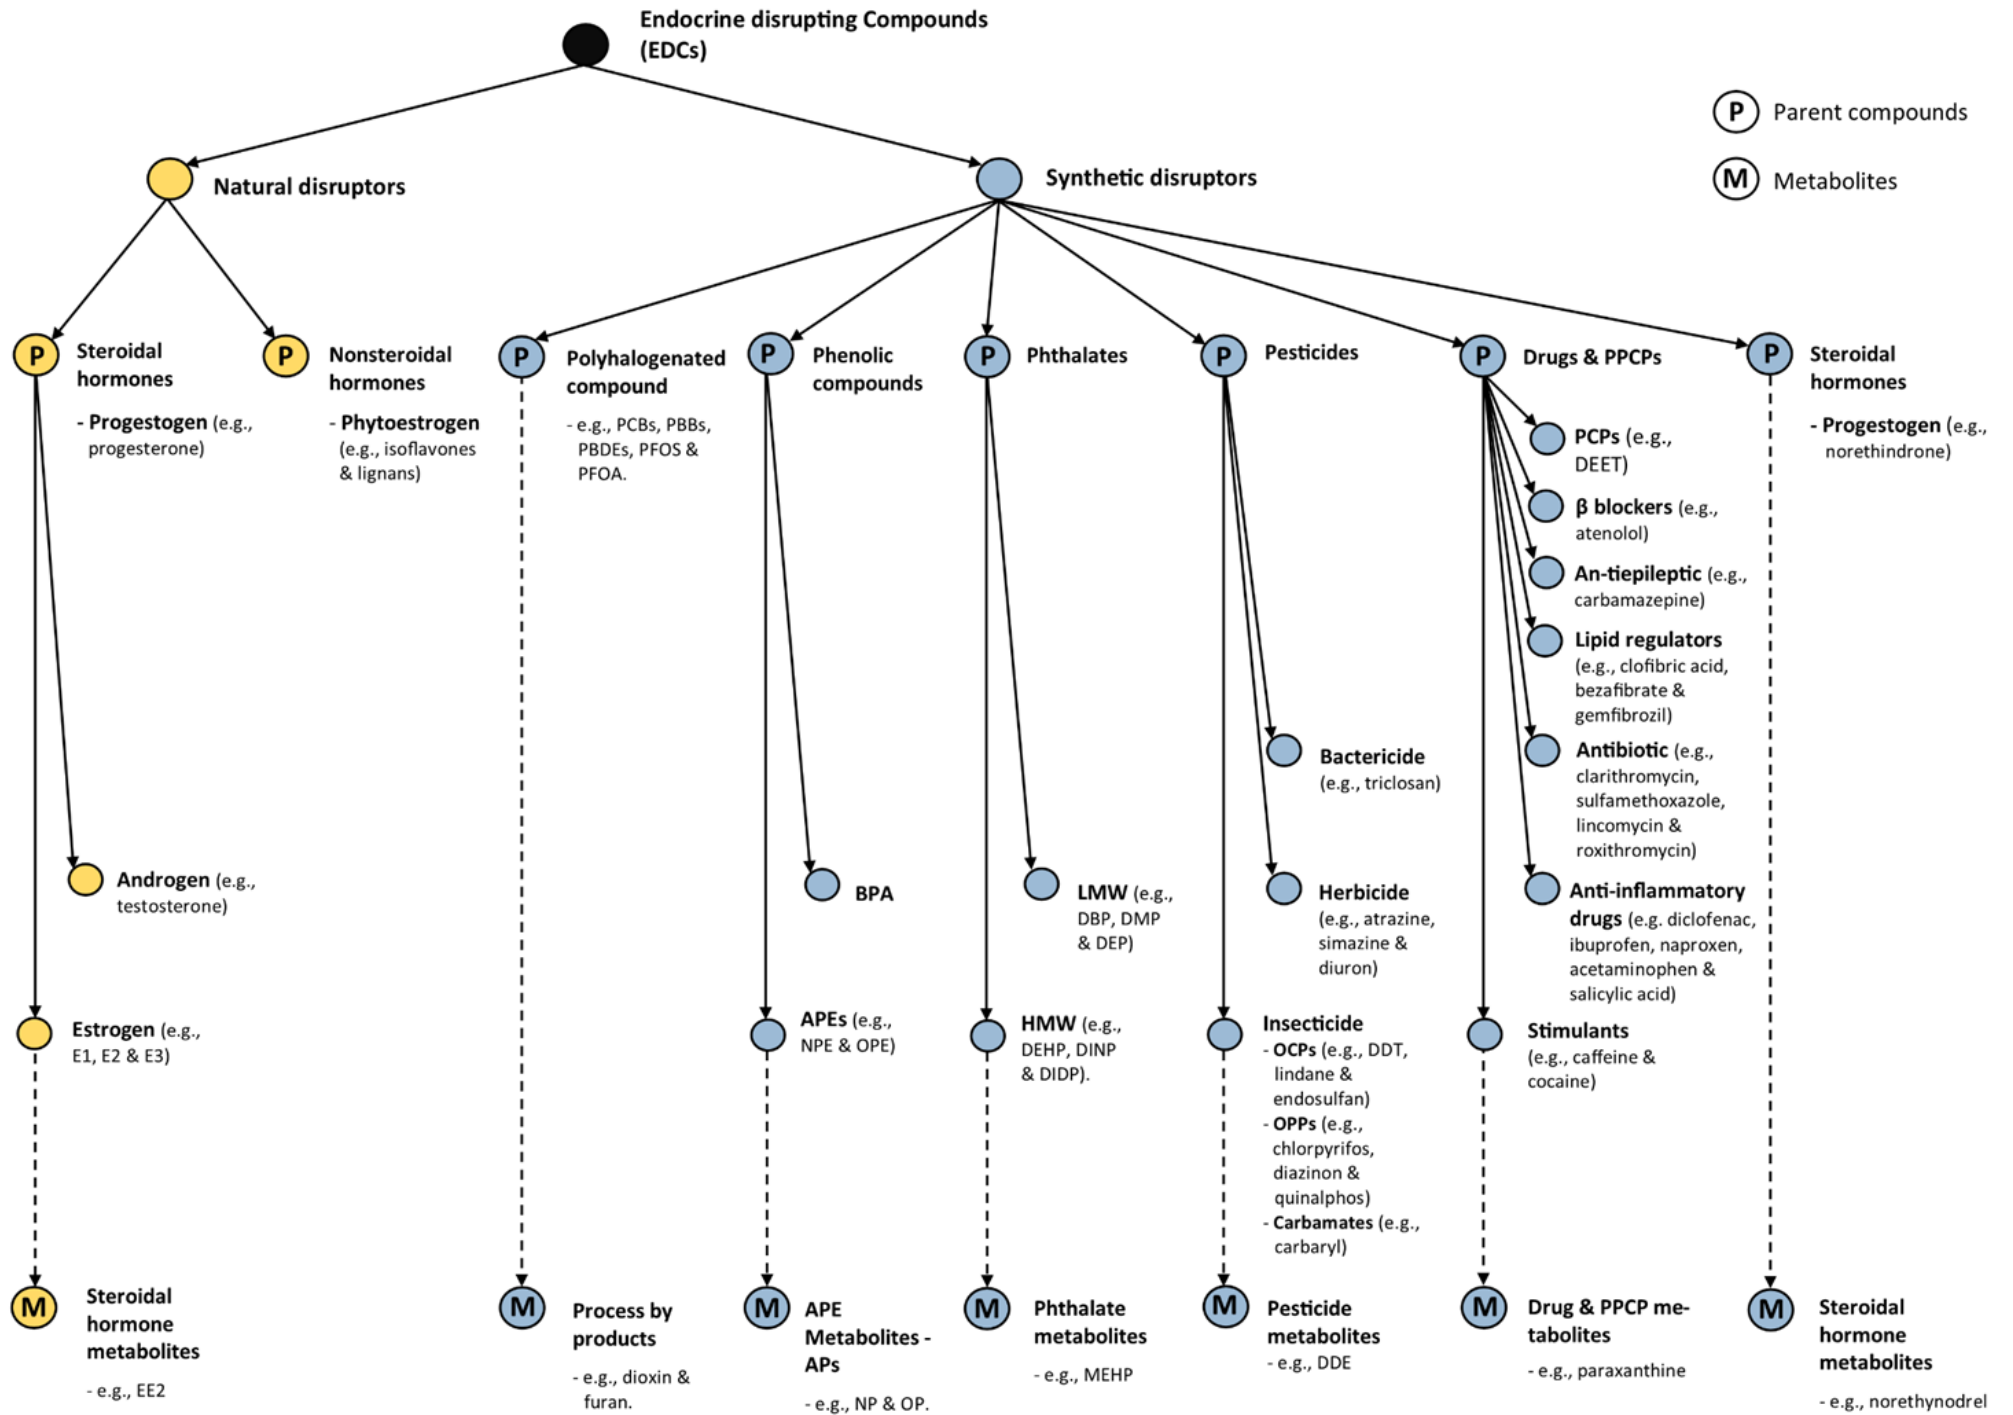 Endocrine disrupting Compounds
(EDCs)
P Parent compounds
M Metabolites
Natural disruptors
Synthetic disruptors
P
Steroidal
hormones
- Progestogen (e.g.,
progesterone)
P
Nonsteroidal
hormones
- Phytoestrogen
(e.g., isoflavones
& lignans)
P
Polyhalogenated
compound
- e.g., PCBs, PBBs,
PBDEs, PFOS &
PFOA.
P
Phenolic
compounds
P
Phthalates
P
Pesticides
P
Drugs & PPCPs
P
Steroidal
hormones
- Progestogen (e.g.,
norethindrone)
PCPs (e.g.,
DEET)
β blockers (e.g.,
atenolol)
An-tiepileptic (e.g.,
carbamazepine)
Lipid regulators
(e.g., clofibric acid,
bezafibrate &
gemfibrozil)
Antibiotic (e.g.,
clarithromycin,
sulfamethoxazole,
lincomycin &
roxithromycin)
Anti-inflammatory
drugs (e.g. diclofenac,
ibuprofen, naproxen,
acetaminophen &
salicylic acid)
Bactericide
(e.g., triclosan)
Androgen (e.g.,
testosterone)
BPA
LMW (e.g.,
DBP, DMP
& DEP)
Herbicide
(e.g., atrazine,
simazine &
diuron)
Estrogen (e.g.,
E1, E2 & E3)
APEs (e.g.,
NPE & OPE)
HMW (e.g.,
DEHP, DINP
& DIDP).
Insecticide
- OCPs (e.g., DDT,
lindane &
endosulfan)
- OPPs (e.g.,
chlorpyrifos,
diazinon &
quinalphos)
- Carbamates (e.g.,
carbaryl)
Stimulants
(e.g., caffeine &
cocaine)
M
Steroidal
hormone
metabolites
- e.g., EE2
M
Process by
products
- e.g., dioxin &
furan.
M
APE
Metabolites -
APs
- e.g., NP & OP.
M
Phthalate
metabolites
- e.g., MEHP
M
Pesticide
metabolites
- e.g., DDE
M
Drug & PPCP me-
tabolites
- e.g., paraxanthine
M
Steroidal
hormone
metabolites
- e.g., norethynodrel